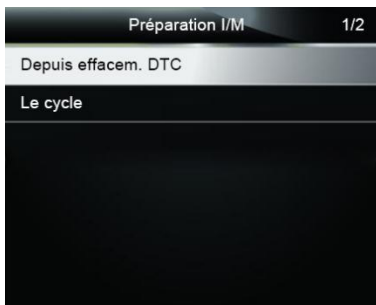 Préparation I/M 1/2
Depuis effacem. DTC
Le cycle